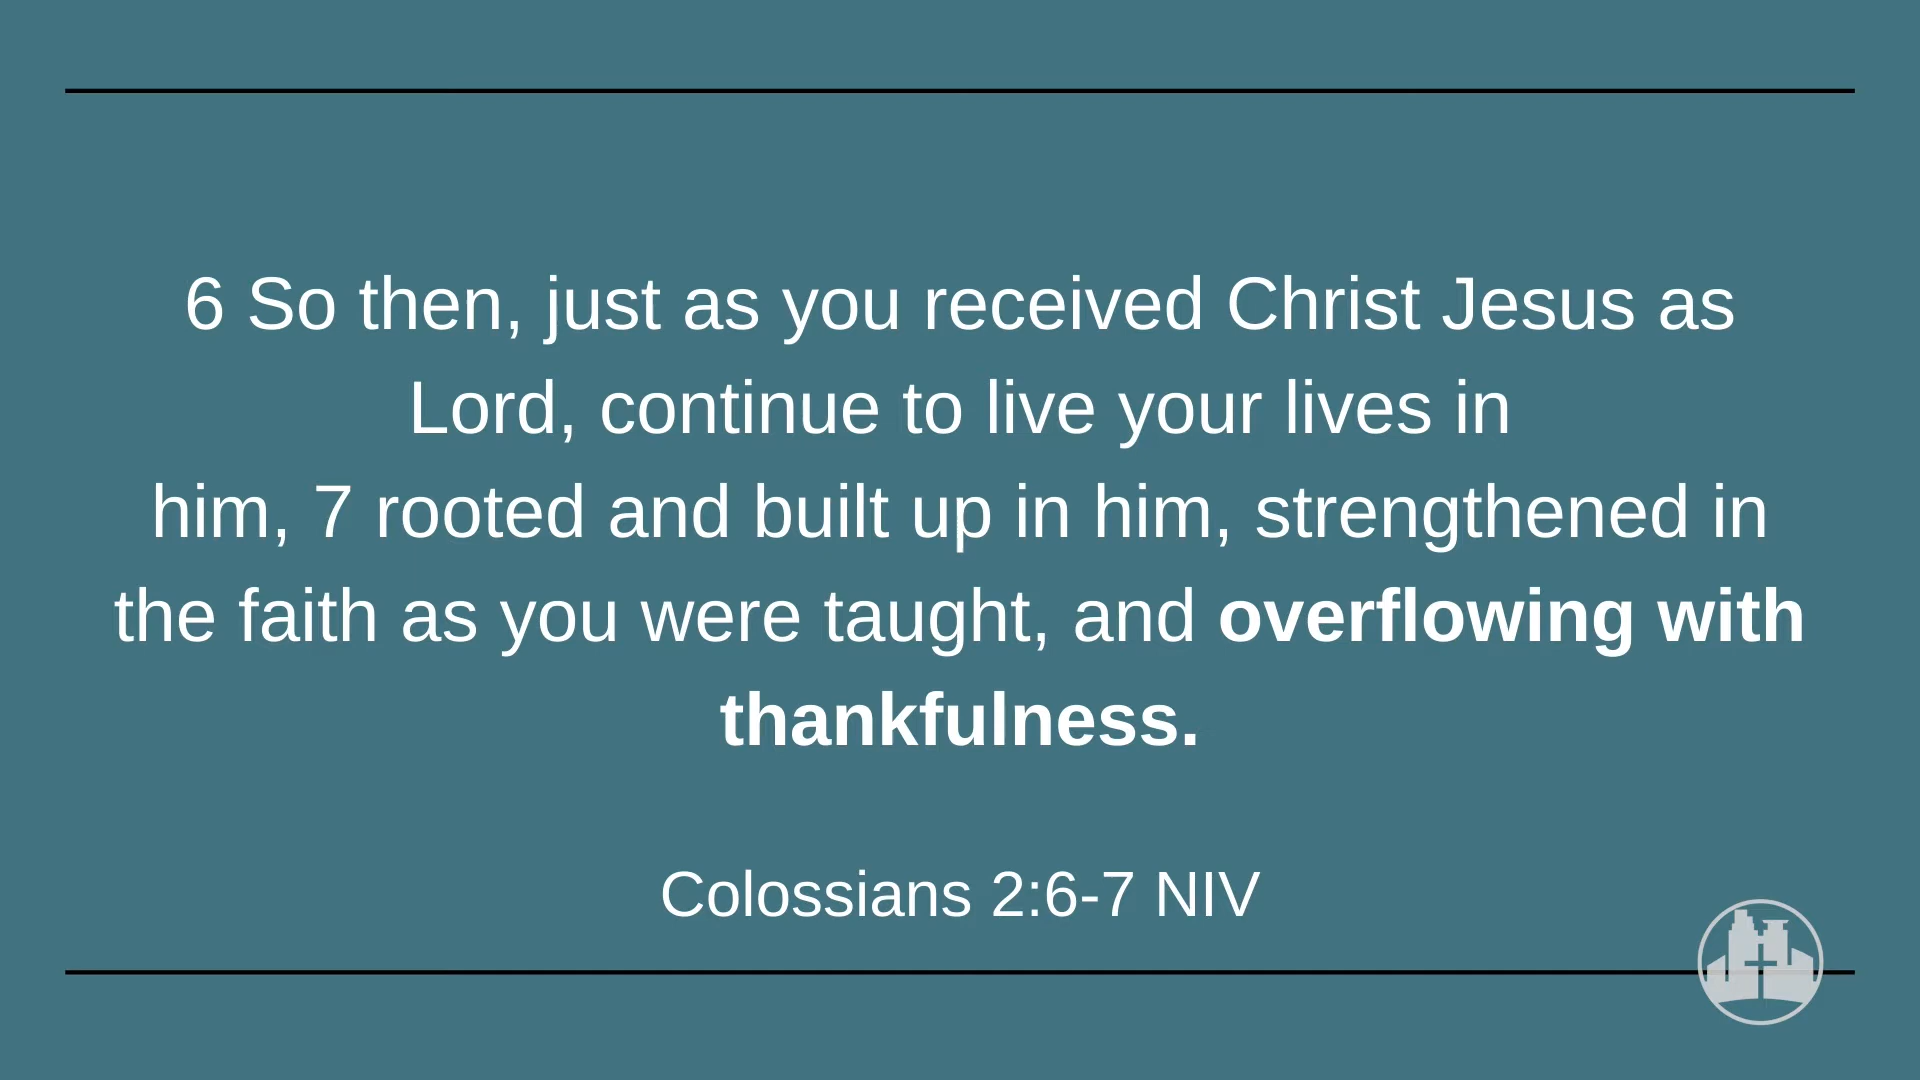 6 So then, just as you received Christ Jesus as
Lord, continue to live your lives in
him, 7 rooted and built up in him, strengthened in
the faith as you were taught, and overflowing with
thankfulness.
Colossians 2:6-7 NIV